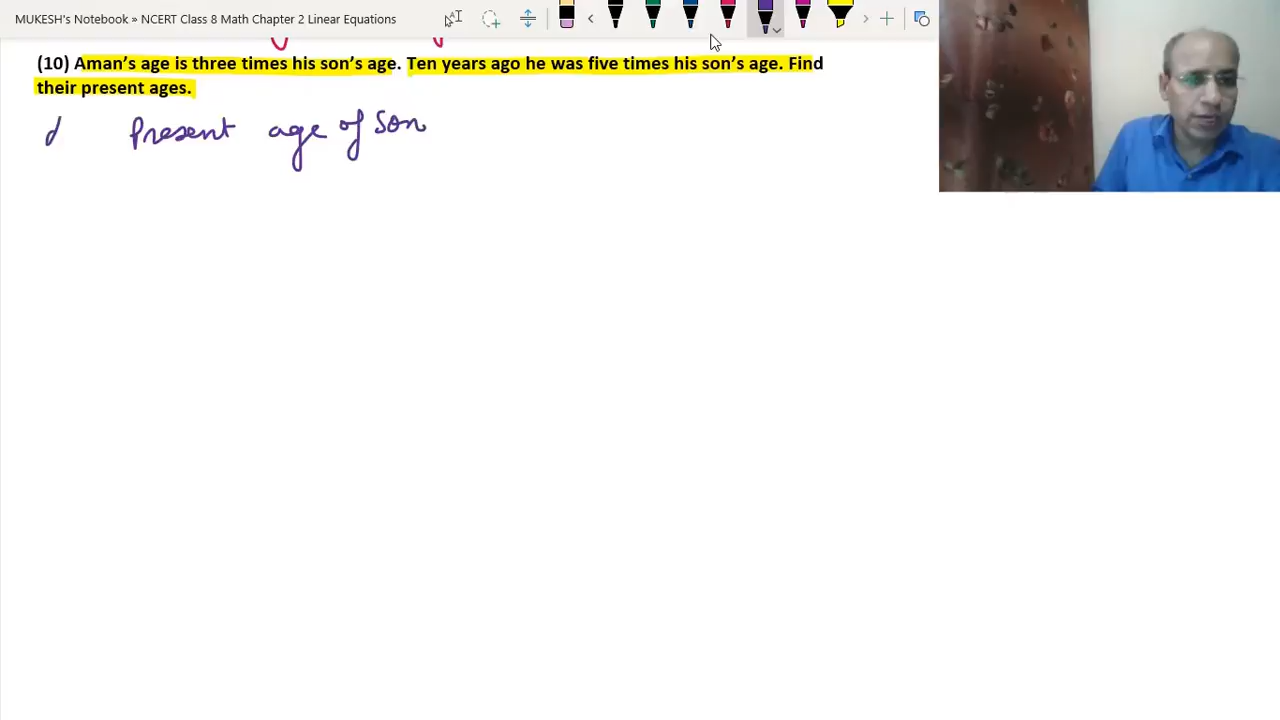 MUKESH's Notebook » NCERT Class 8 Math Chapter 2 Linear Equations
(10) Aman's age is three times his son's age. Ten years ago he was five times his son's age. Find
their present ages.
Present age of Son